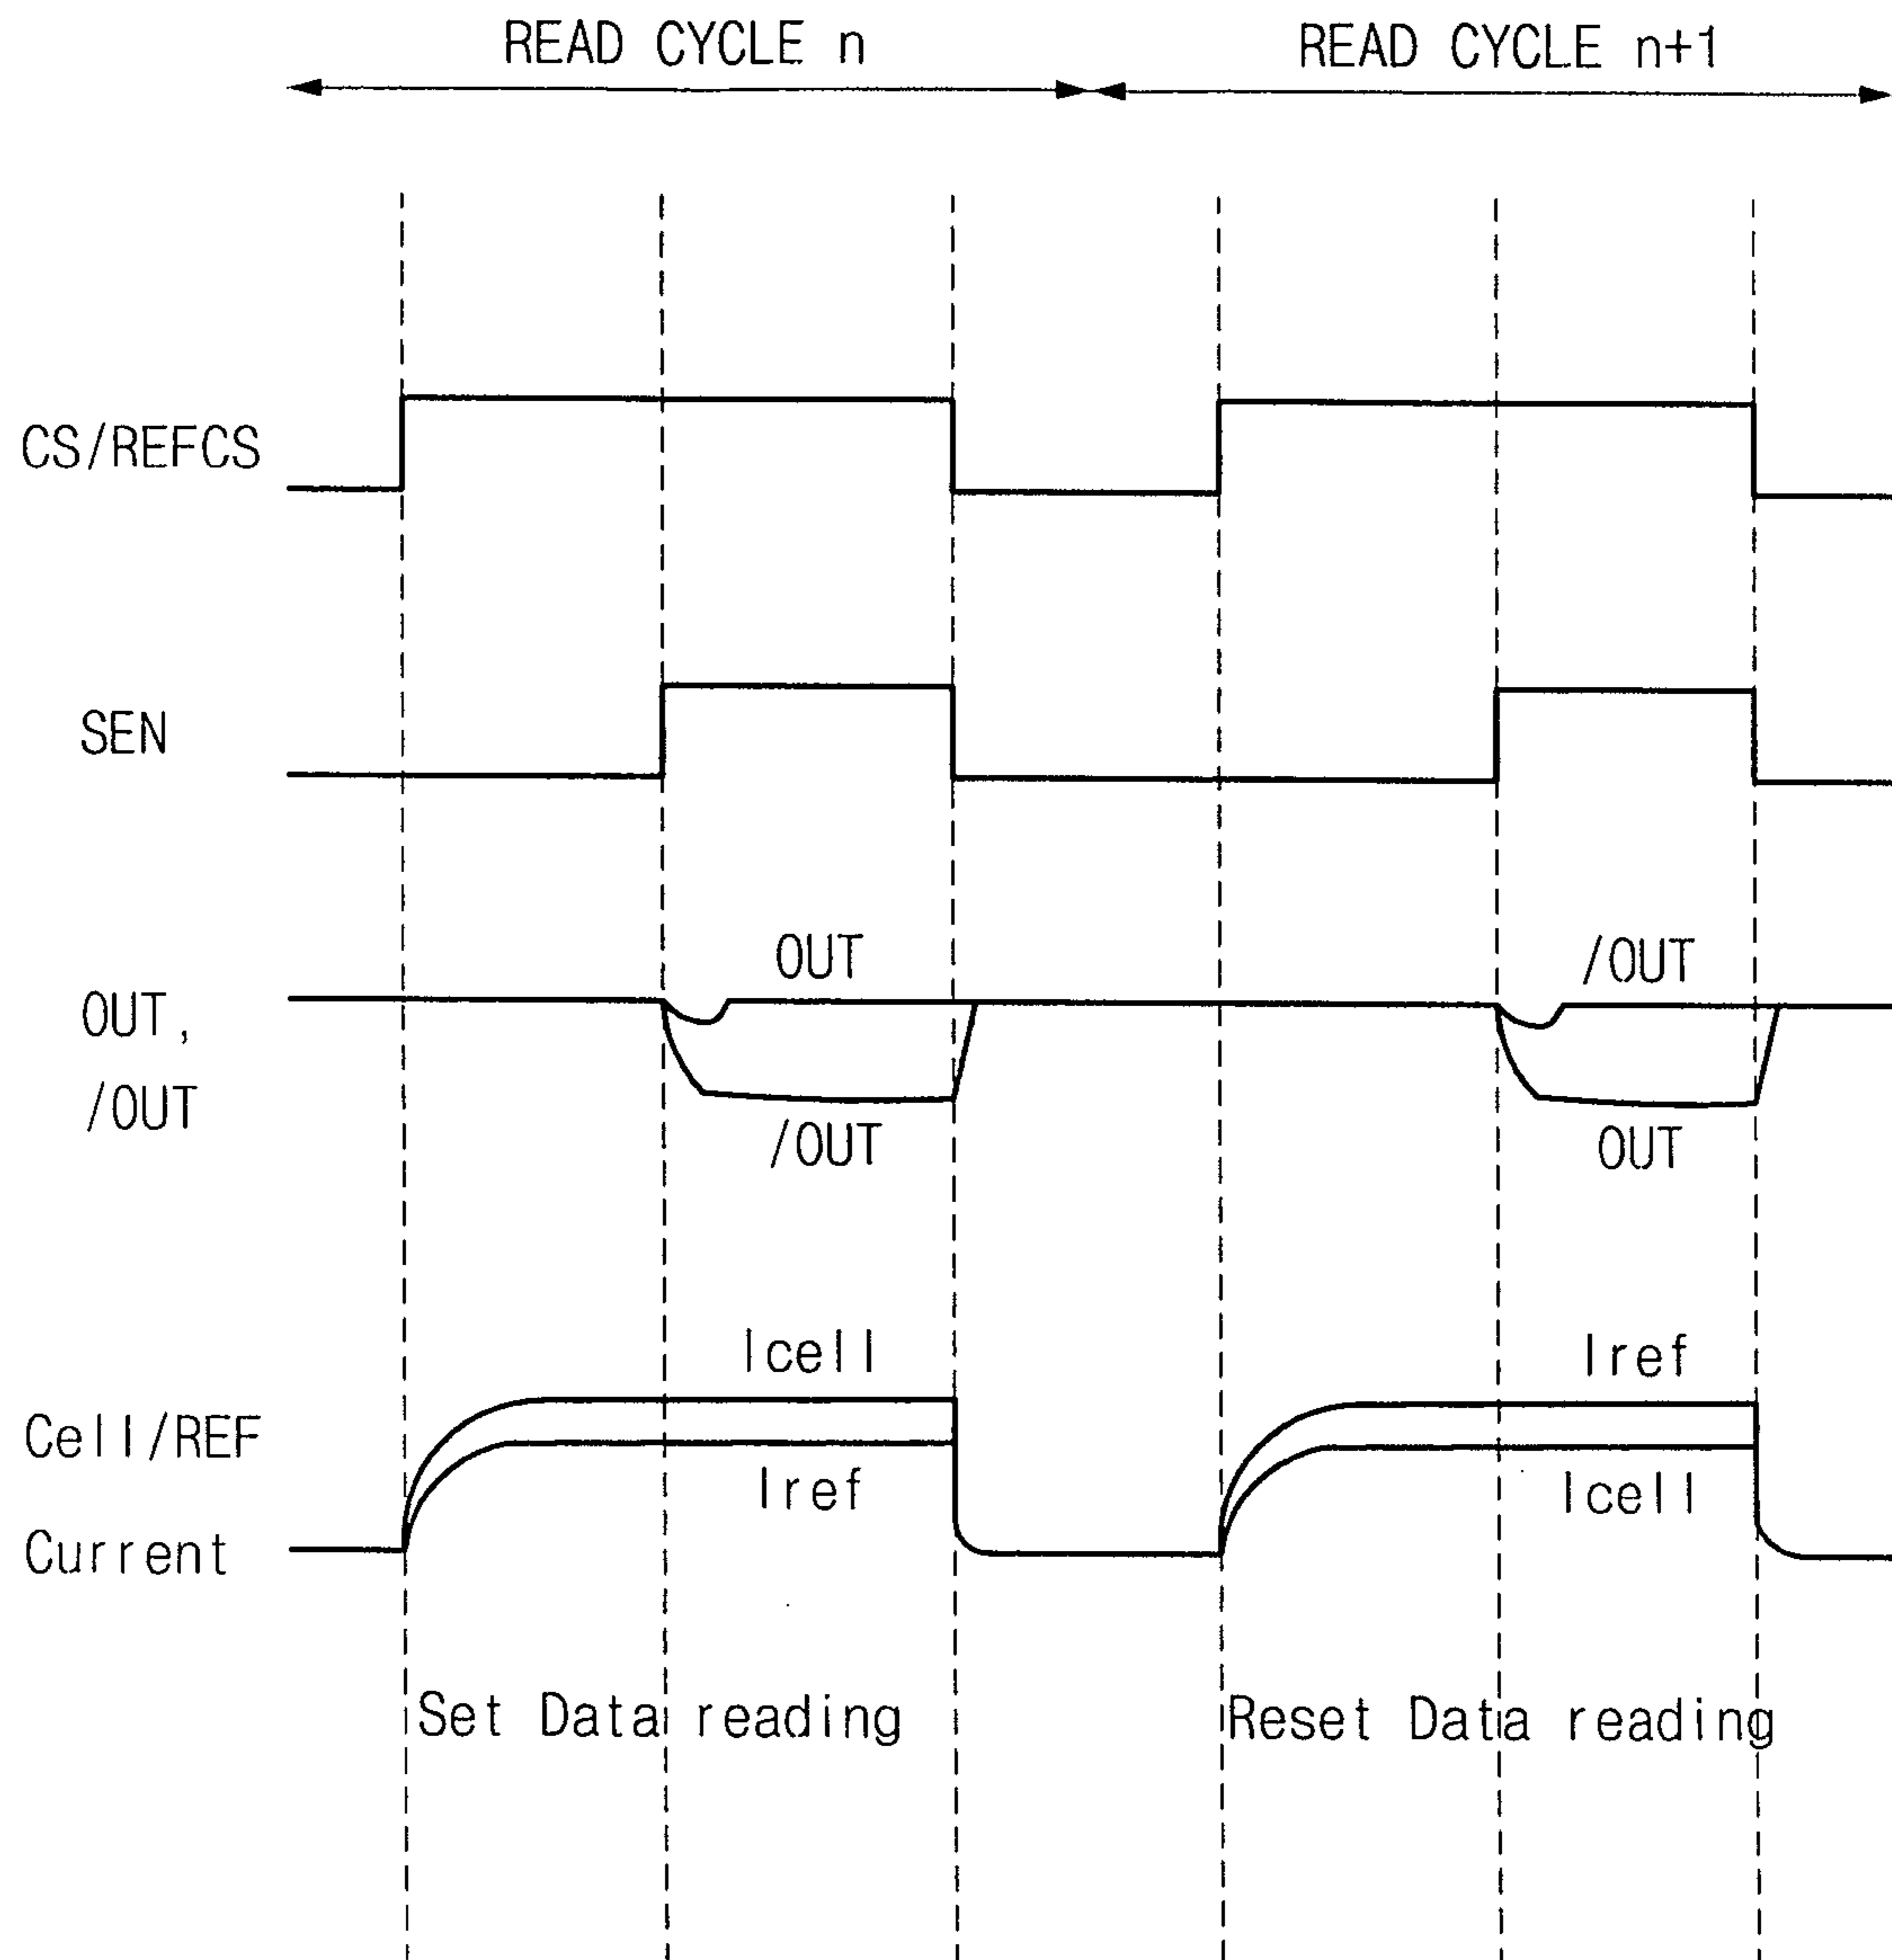 READ CYCLE n
READ CYCLE n+1
CS/REFCS
SEN
OUT
/OUT
OUT,
/OUT
/OUT
OUT
Icell
Iref
Cell/REF
Iref
Icell
Current
Set Data reading
Reset Data reading